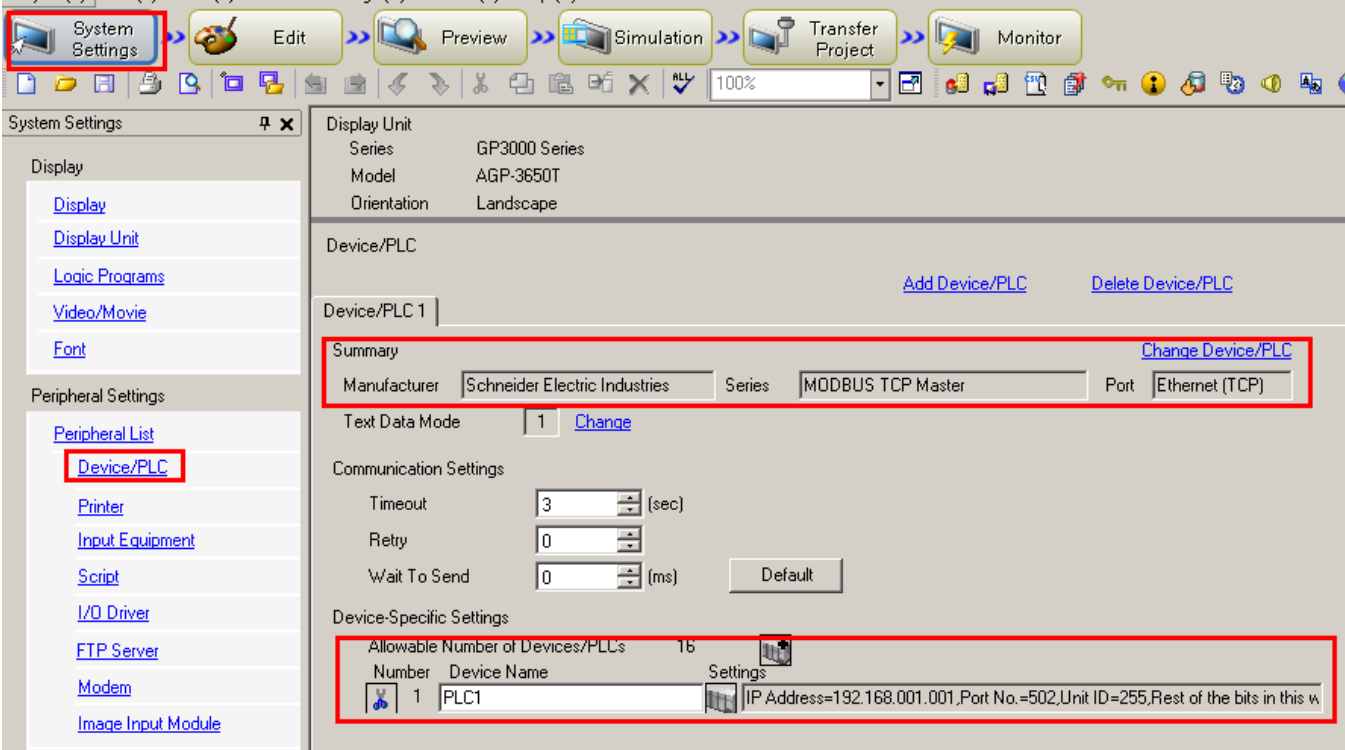 System Settings
Edit
Preview
Simulation
Transfer Project
Monitor
ALL
100%
System Settings
Display
Display
Display Unit
Logic Programs
Video/Movie
Font
Peripheral Settings
Peripheral List
Device/PLC
Printer
Input Equipment
Script
I/O Driver
FTP Server
Modem
Image Input Module
Display Unit
Series GP3000 Series
Model AGP-3650T
Orientation Landscape
Device/PLC
Add Device/PLC Delete Device/PLC
Device/PLC 1
Summary Change Device/PLC
Manufacturer Schneider Electric Industries Series MODBUS TCP Master Port Ethernet (TCP)
Text Data Mode 1 Change
Communication Settings
Timeout 3 (sec)
Retry 0
Wait To Send 0 (ms) Default
Device-Specific Settings
Allowable Number of Devices/PLCs 16
Number Device Name Settings
1 PLC1 IP Address=192.168.001.001,Port No.=502,Unit ID=255,Rest of the bits in this w